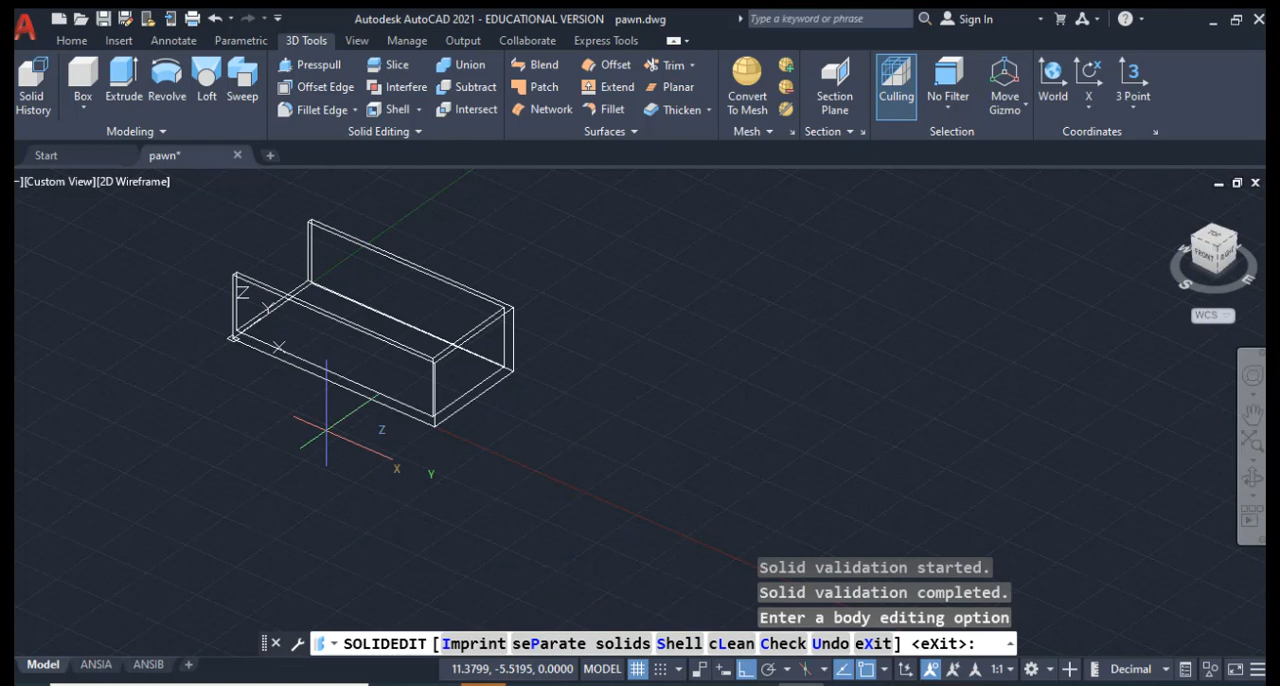 Autodesk AutoCAD 2021 - EDUCATIONAL VERSION pawn.dwg
Type a keyword or phrase
Sign In
Home Insert Annotate Parametric 3D Tools View Manage Output Collaborate Express Tools
Solid History
Box
Extrude
Revolve
Loft
Sweep
Modeling
Presspull
Offset Edge
Fillet Edge
Slice
Interfere
Shell
Union
Subtract
Intersect
Solid Editing
Blend
Patch
Network
Offset
Extend
Fillet
Trim
Planar
Thicken
Surfaces
Convert To Mesh
Mesh
Section Plane
Section
Culling
No Filter
Move Gizmo
Selection
World
X
3 Point
Coordinates
Start
pawn*
–][Custom View][2D Wireframe]
TOP
FRONT
RIGHT
W
S
E
WCS
Z
Y
X
Z
X
Y
Solid validation started.
Solid validation completed.
Enter a body editing option
SOLIDEDIT [Imprint seParate solids Shell cLean Check Undo eXit] <eXit>:
Model ANSIA ANSIB
11.3799, -5.5195, 0.0000 MODEL
1:1
Decimal